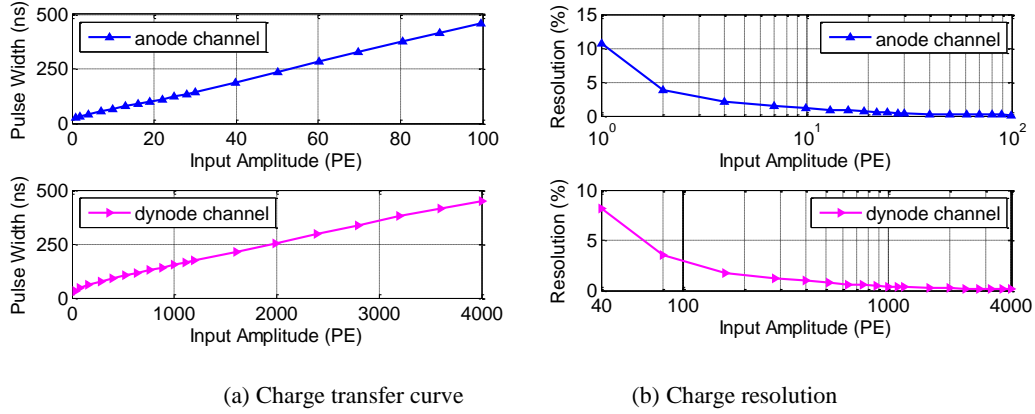 Pulse Width (ns)
500
250
0
anode channel
0 20 40 60 80 100
Input Amplitude (PE)
Resolution (%)
15
10
5
0
anode channel
10^0 10^1 10^2
Input Amplitude (PE)
Pulse Width (ns)
500
250
0
dynode channel
0 1000 2000 3000 4000
Input Amplitude (PE)
Resolution (%)
10
5
0
dynode channel
40 100 1000 4000
Input Amplitude (PE)
(a) Charge transfer curve
(b) Charge resolution